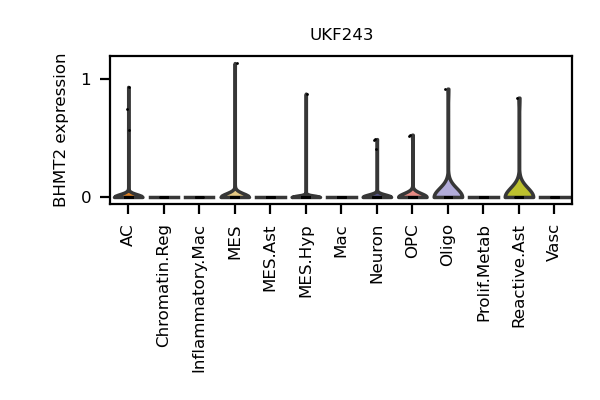 UKF243
BHMT2 expression
1
0
AC
Chromatin.Reg
Inflammatory.Mac
MES
MES.Ast
MES.Hyp
Mac
Neuron
OPC
Oligo
Prolif.Metab
Reactive.Ast
Vasc